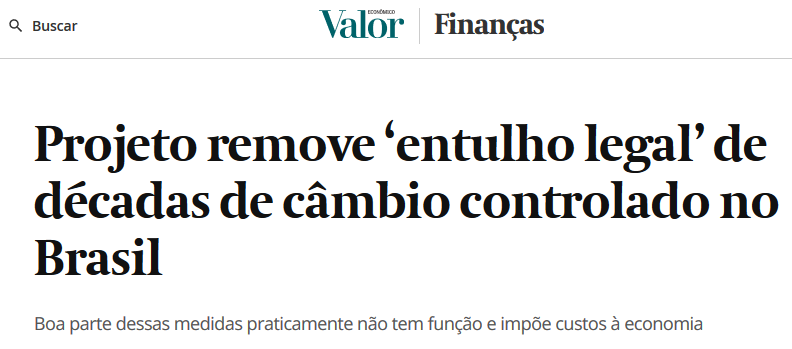 Buscar
Valor ECONÔMICO
Finanças
Projeto remove ‘entulho legal’ de
décadas de câmbio controlado no
Brasil
Boa parte dessas medidas praticamente não tem função e impõe custos à economia